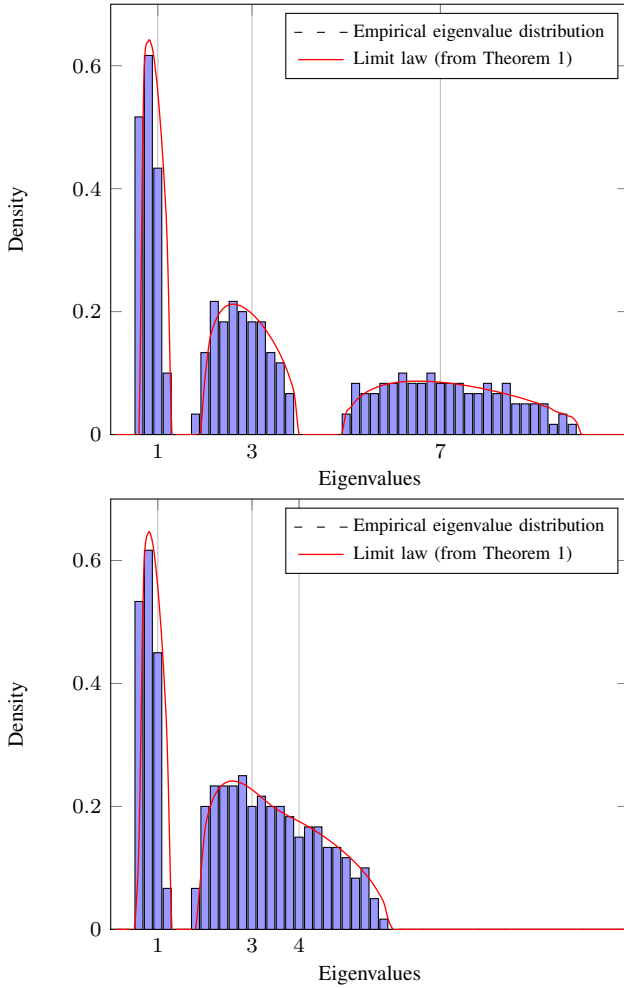 Empirical eigenvalue distribution
Limit law (from Theorem 1)
0.6
0.4
0.2
0
Density
1 3 7
Eigenvalues
Empirical eigenvalue distribution
Limit law (from Theorem 1)
0.6
0.4
0.2
0
Density
1 3 4
Eigenvalues